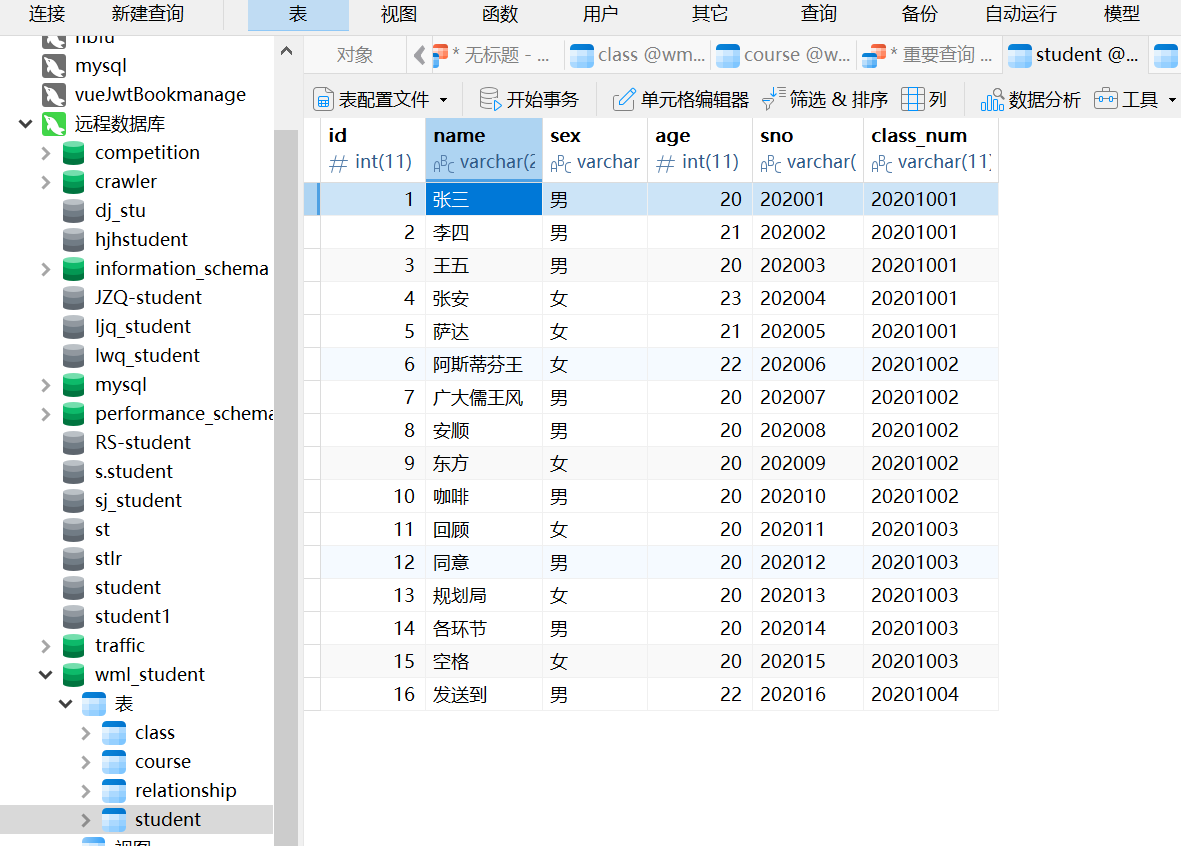 连接 新建查询 表 视图 函数 用户 其它 查询 备份 自动运行 模型
mysql
vueJwtBookmanage
远程数据库
competition
crawler
dj_stu
hjhstudent
information_schema
JZQ-student
ljq_student
lwq_student
mysql
performance_schema
RS-student
s.student
sj_student
st
stlr
student
student1
traffic
wml_student
表
class
course
relationship
student
视图
对象 * 无标题 - ... class @wm... course @w... * 重要查询 ... student @...
表配置文件 开始事务 单元格编辑器 筛选 & 排序 列 数据分析 工具
id name sex age sno class_num
# int(11) ABC varchar(2 ABC varchar # int(11) ABC varchar( ABC varchar(11)
1 张三 男 20 202001 20201001
2 李四 男 21 202002 20201001
3 王五 男 20 202003 20201001
4 张安 女 23 202004 20201001
5 萨达 女 21 202005 20201001
6 阿斯蒂芬王 女 22 202006 20201002
7 广大儒王风 男 20 202007 20201002
8 安顺 男 20 202008 20201002
9 东方 女 20 202009 20201002
10 咖啡 男 20 202010 20201002
11 回顾 女 20 202011 20201003
12 同意 男 20 202012 20201003
13 规划局 女 20 202013 20201003
14 各环节 男 20 202014 20201003
15 空格 女 20 202015 20201003
16 发送到 男 22 202016 20201004